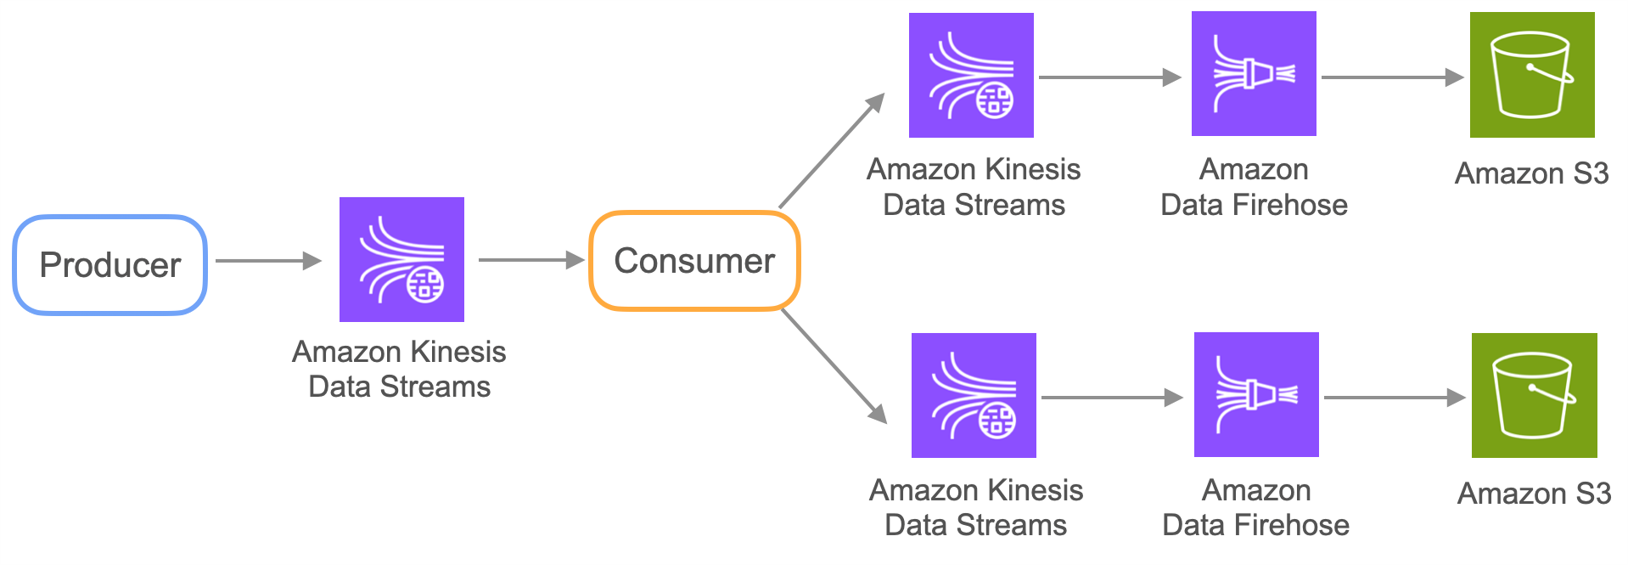 Producer
Amazon Kinesis
Data Streams
Consumer
Amazon Kinesis
Data Streams
Amazon
Data Firehose
Amazon S3
Amazon Kinesis
Data Streams
Amazon
Data Firehose
Amazon S3